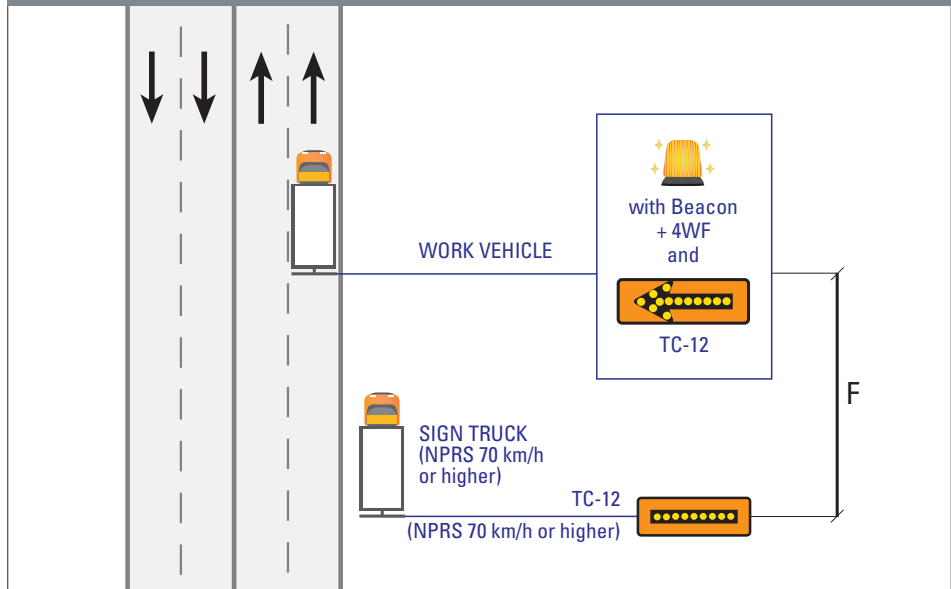 with Beacon
+ 4WF
and
WORK VEHICLE
TC-12
F
SIGN TRUCK
(NPRS 70 km/h
or higher)
TC-12
(NPRS 70 km/h or higher)